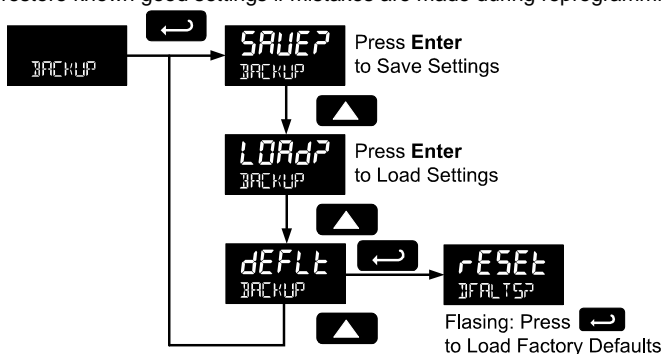 restore known good settings if mistakes are made during reprogramm
BACKUP
SAVE?
BACKUP
Press Enter
to Save Settings
LOAd?
BACKUP
Press Enter
to Load Settings
dEFLt
BACKUP
rESEt
DFALTS?
Flasing: Press
to Load Factory Defaults